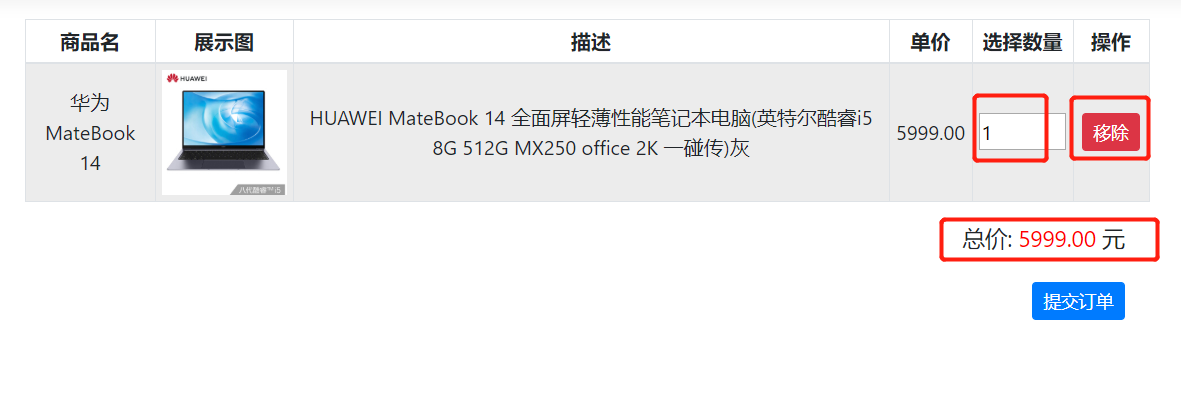 商品名 展示图 描述 单价 选择数量 操作
HUAWEI
华为
MateBook
14
HUAWEI MateBook 14 全面屏轻薄性能笔记本电脑(英特尔酷睿i5
8G 512G MX250 office 2K 一碰传)灰
5999.00
1
移除
八代酷睿™ i5
总价: 5999.00 元
提交订单